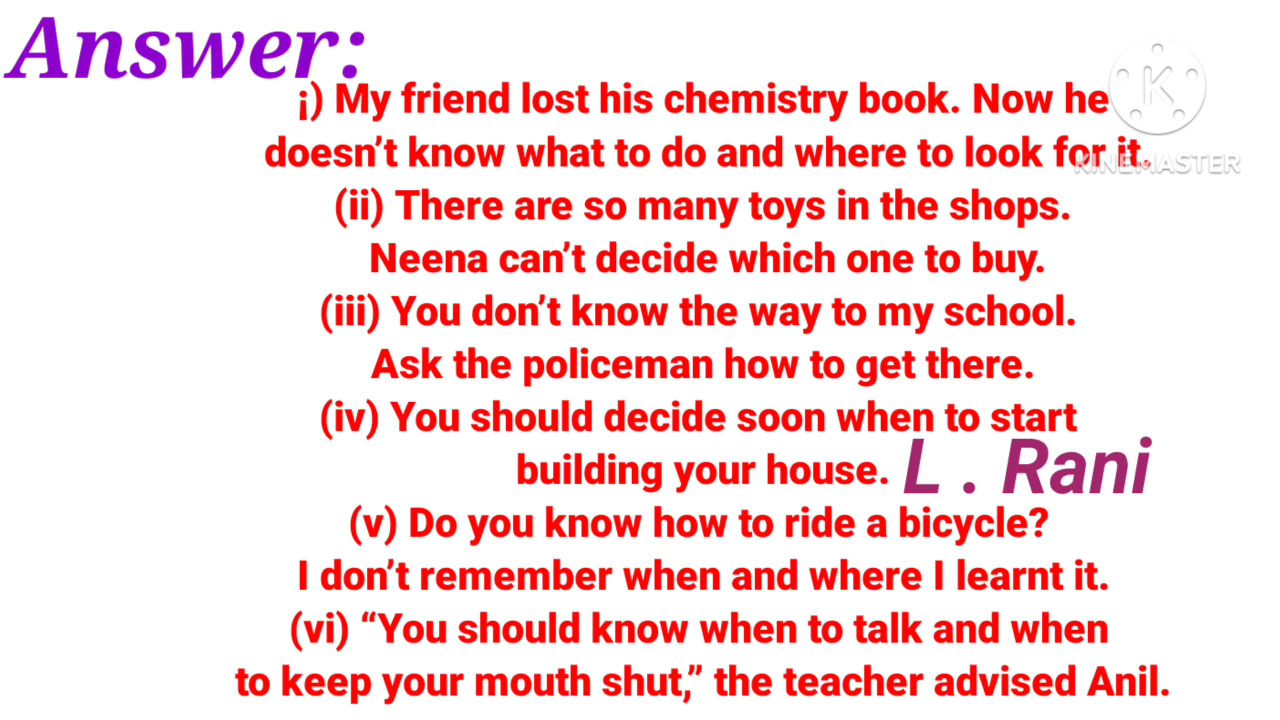 Answer:
¡) My friend lost his chemistry book. Now he
doesn’t know what to do and where to look for it.
KINEMASTER
(ii) There are so many toys in the shops.
Neena can’t decide which one to buy.
(iii) You don’t know the way to my school.
Ask the policeman how to get there.
(iv) You should decide soon when to start
building your house.
L . Rani
(v) Do you know how to ride a bicycle?
I don’t remember when and where I learnt it.
(vi) “You should know when to talk and when
to keep your mouth shut,” the teacher advised Anil.